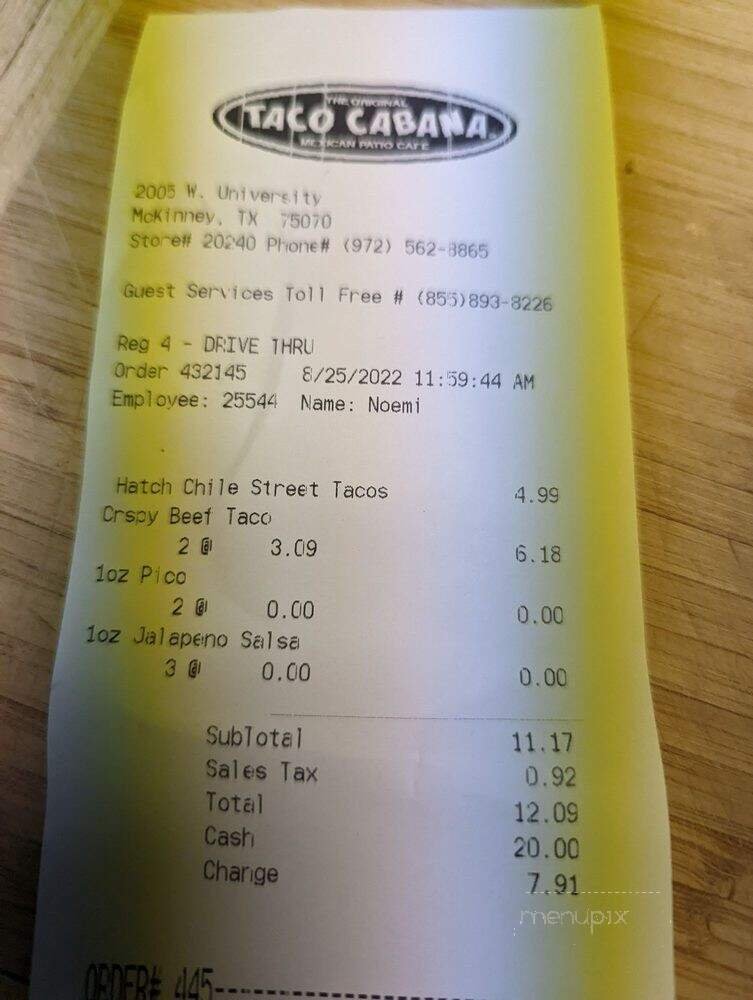 THE ORIGINAL
TACO CABANA
MEXICAN PATIO CAFE
2005 W. University
McKinney, TX 75070
Store# 20240 Phone# (972) 562-8865
Guest Services Toll Free # (855)893-8226
Reg 4 - DRIVE THRU
Order 432145 8/25/2022 11:59:44 AM
Employee: 25544 Name: Noemi
Hatch Chile Street Tacos 4.99
Crspy Beef Taco
2 @ 3.09 6.18
1oz Pico
2 @ 0.00 0.00
1oz Jalapeno Salsa
3 @ 0.00 0.00
SubTotal 11.17
Sales Tax 0.92
Total 12.09
Cash 20.00
Change 7.91
menupix
ORDER# 445